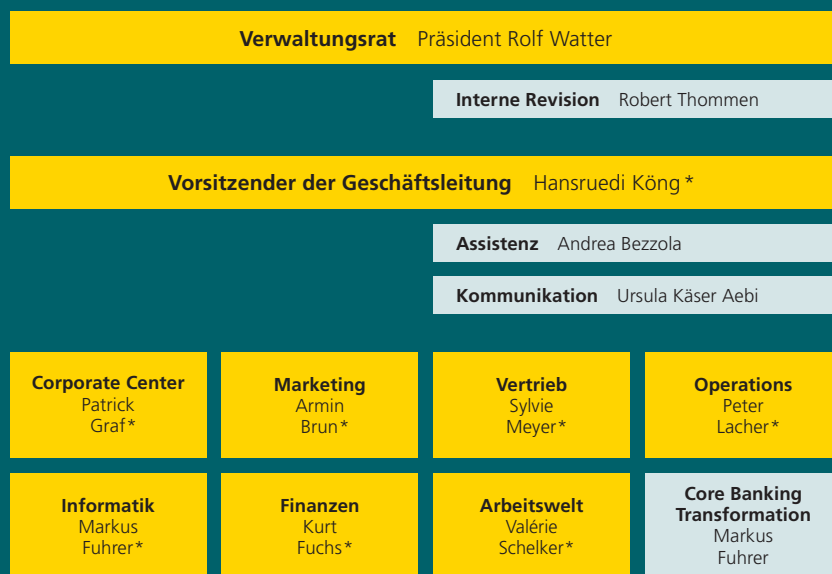 Verwaltungsrat Präsident Rolf Watter
Interne Revision Robert Thommen
Vorsitzender der Geschäftsleitung Hansruedi Köng*
Assistenz Andrea Bezzola
Kommunikation Ursula Käser Aebi
Corporate Center
Patrick
Graf*
Marketing
Armin
Brun*
Vertrieb
Sylvie
Meyer*
Operations
Peter
Lacher*
Informatik
Markus
Fuhrer*
Finanzen
Kurt
Fuchs*
Arbeitswelt
Valérie
Schelker*
Core Banking
Transformation
Markus
Fuhrer